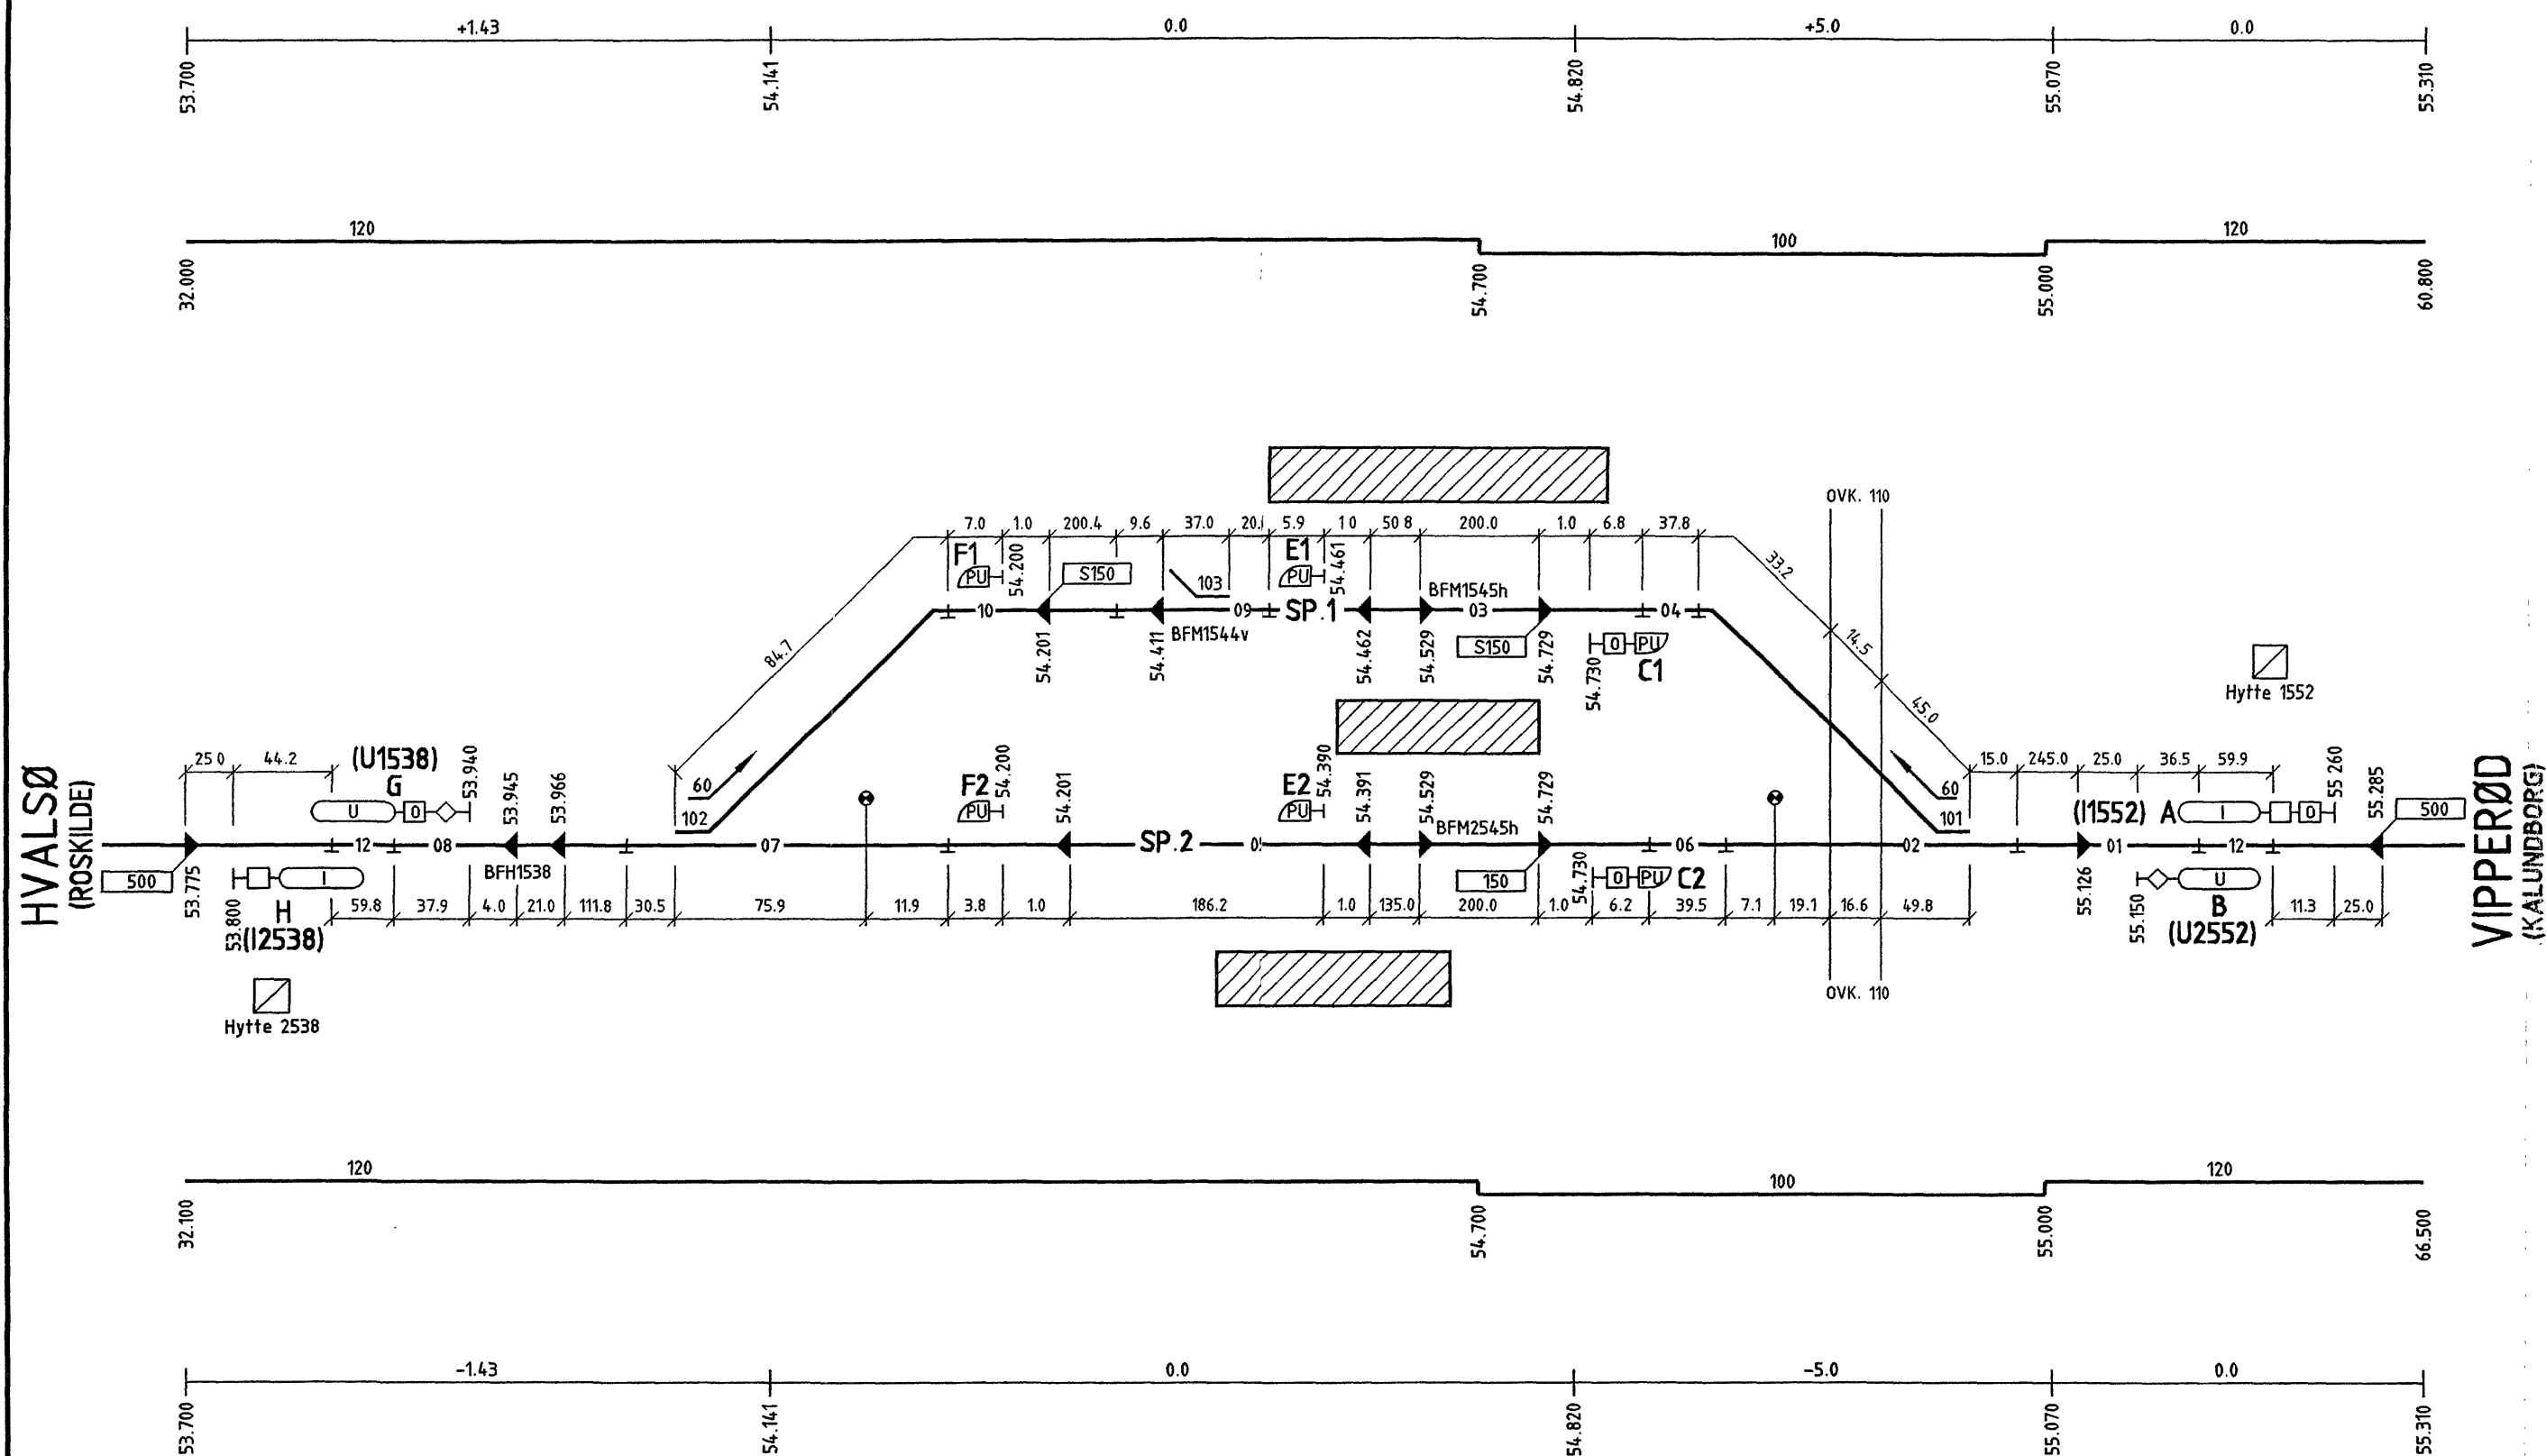 +1.43 0.0 +5.0 0.0
53.700 54.141 54.820 55.070 55.310
120 100 120
32.000 54.700 55.000 60.800
OVK. 110
7.0 1.0 200.4 9.6 37.0 5.9 1 0 50 8 200.0 1.0 6.8 37.8
84.7 33.2 14.5 45.0
F1 PU 54.200 S150 103 E1 PU 54.461 BFM1545h
10 09 SP.1 03 04
BFM1544v
54.201 54.411 54.462 54.529 S150 54.729 54.730 O PU C1
Hytte 1552
HVALSØ
(ROSKILDE)
25 0 44.2 (U1538) 53.940 15.0 245.0 25.0 36.5 59.9 55 260
G 53.945 53.966 60 F2 54.200 54.201 E2 54.390 54.391 54.529 54.729 60 55.285
U O 102 PU PU BFM2545h 101 (I1552) A I O 500
12 08 07 SP.2 06 02 01 12
BFH1538
500 53.775 I 150 54.730 O PU C2 55.126 U
53.800 H 55.150 B
(I2538) (U2552)
59.8 37.9 4.0 21.0 111.8 30.5 75.9 11.9 3.8 1.0 186.2 1.0 135.0 200.0 1.0 6.2 39.5 7.1 19.1 16.6 49.8 11.3 25.0
VIPPERØD
(KALUNDBORG)
OVK. 110
Hytte 2538
120 100 120
32.100 54.700 55.000 66.500
-1.43 0.0 -5.0 0.0
53.700 54.141 54.820 55.070 55.310